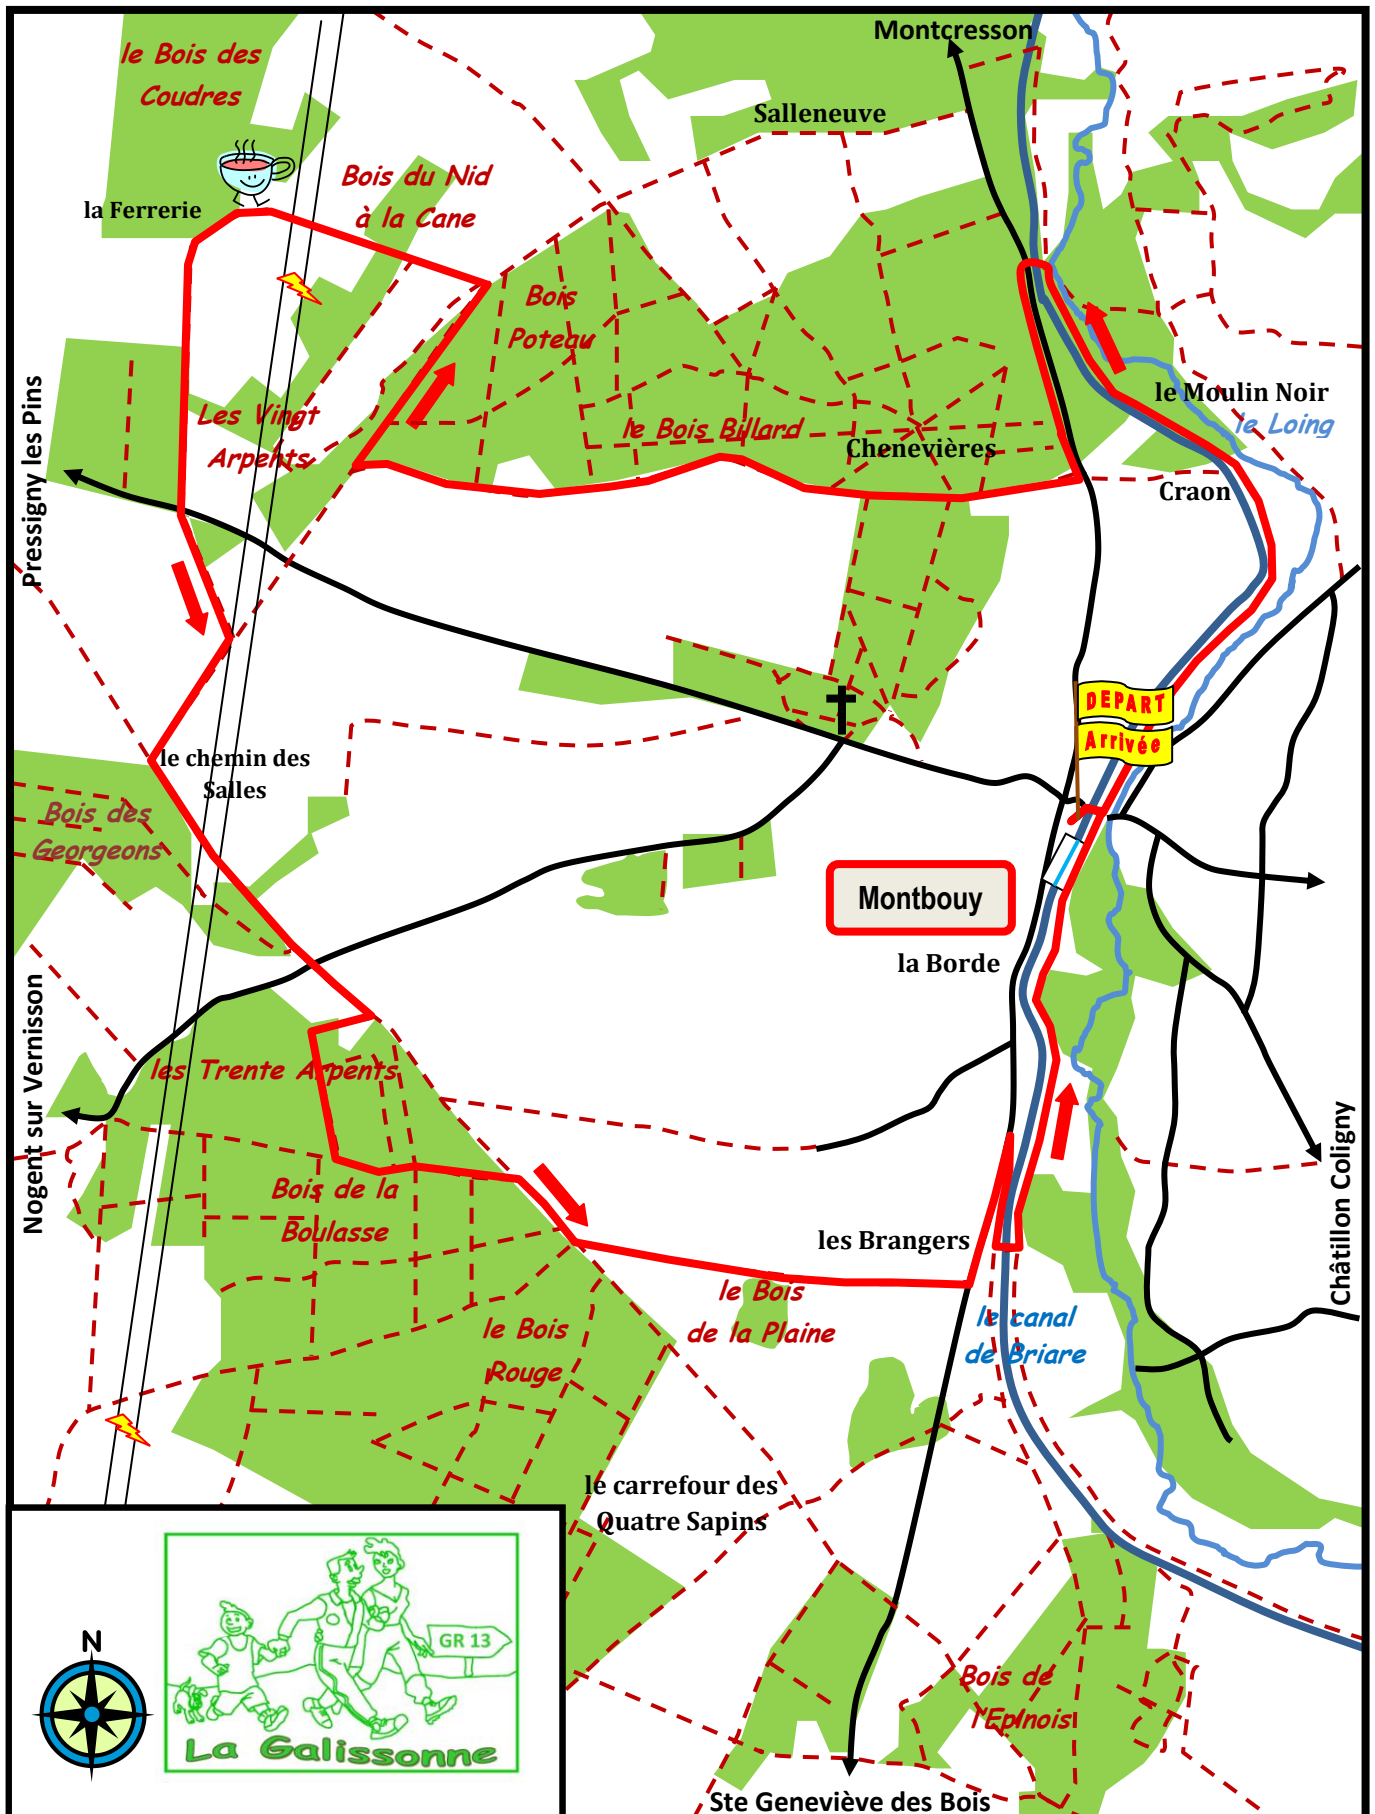 Montcresson
le Bois des
Coudres
Salleneuve
Bois du Nid
à la Cane
la Ferrerie
Bois
Poteau
le Moulin Noir
le Loing
Les Vingt
Arpents
le Bois Billard
Chenevières
Craon
Pressigny les Pins
DEPART
Arrivée
le chemin des
Salles
Bois des
Georgeons
Montbouy
la Borde
Nogent sur Vernisson
les Trente Arpents
Châtillon Coligny
Bois de la
Boulasse
les Brangers
le Bois
de la Plaine
le canal
de Briare
le Bois
Rouge
le carrefour des
Quatre Sapins
GR 13
N
La Galissonne
Bois de
l'Epinois
Ste Geneviève des Bois